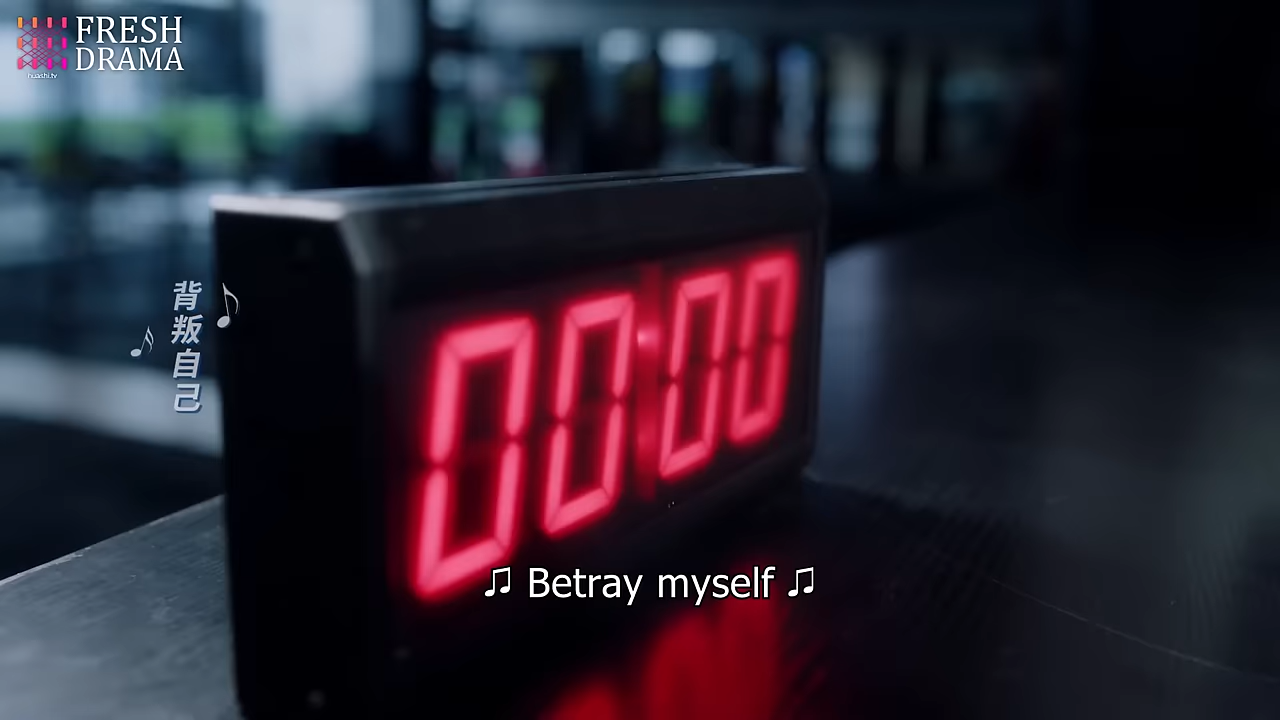 FRESH
DRAMA
huashi.tv
背叛自己
00:00
♫ Betray myself ♫